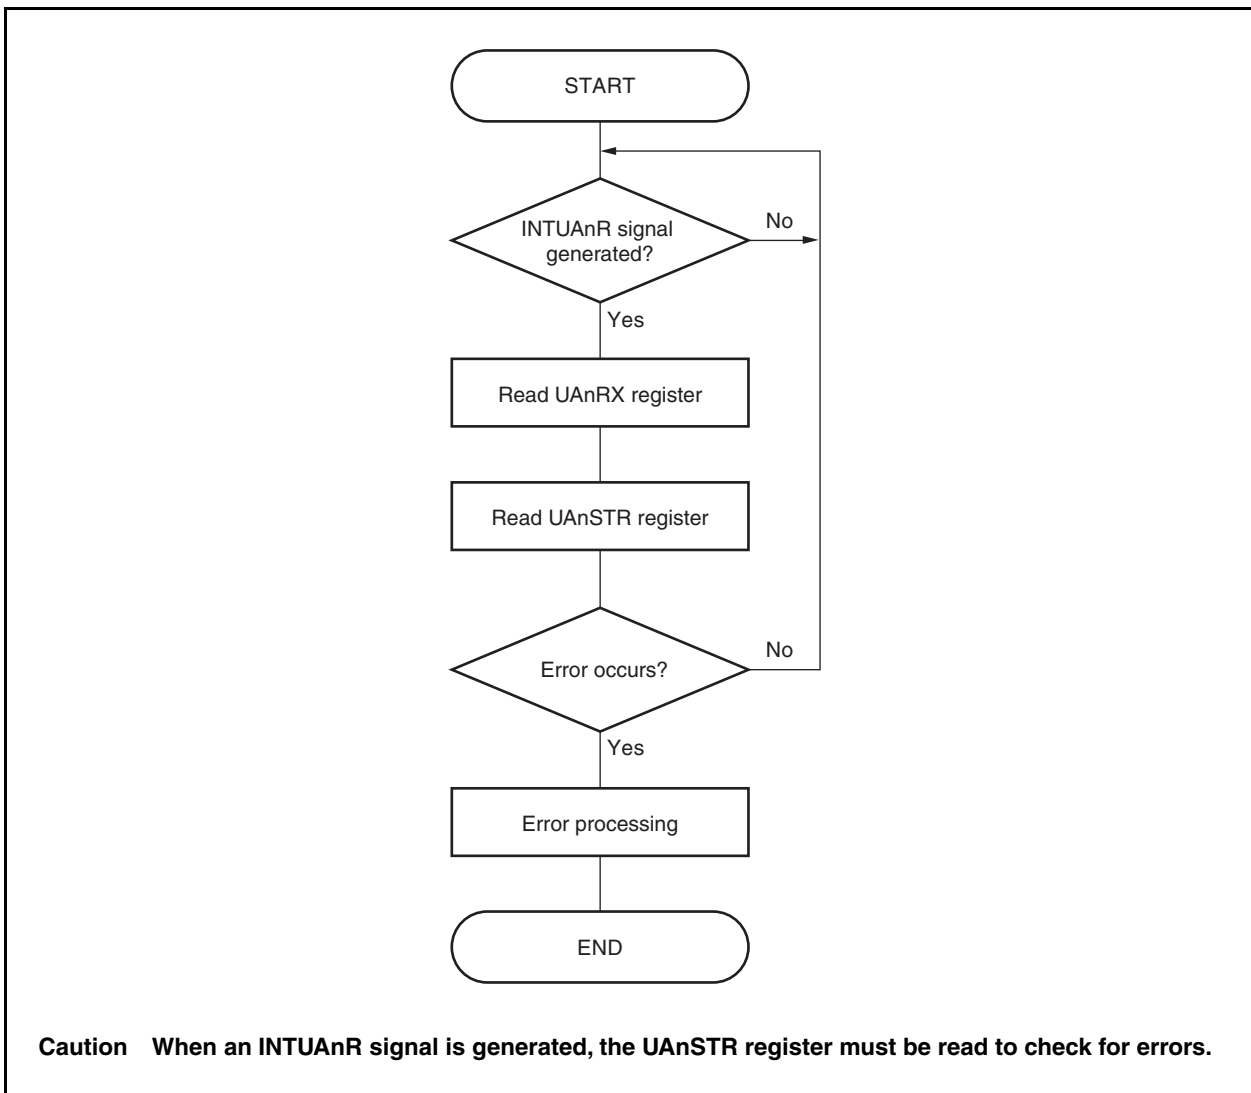 START
INTUAnR signal
generated?
No
Yes
Read UAnRX register
Read UAnSTR register
Error occurs?
No
Yes
Error processing
END
Caution When an INTUAnR signal is generated, the UAnSTR register must be read to check for errors.